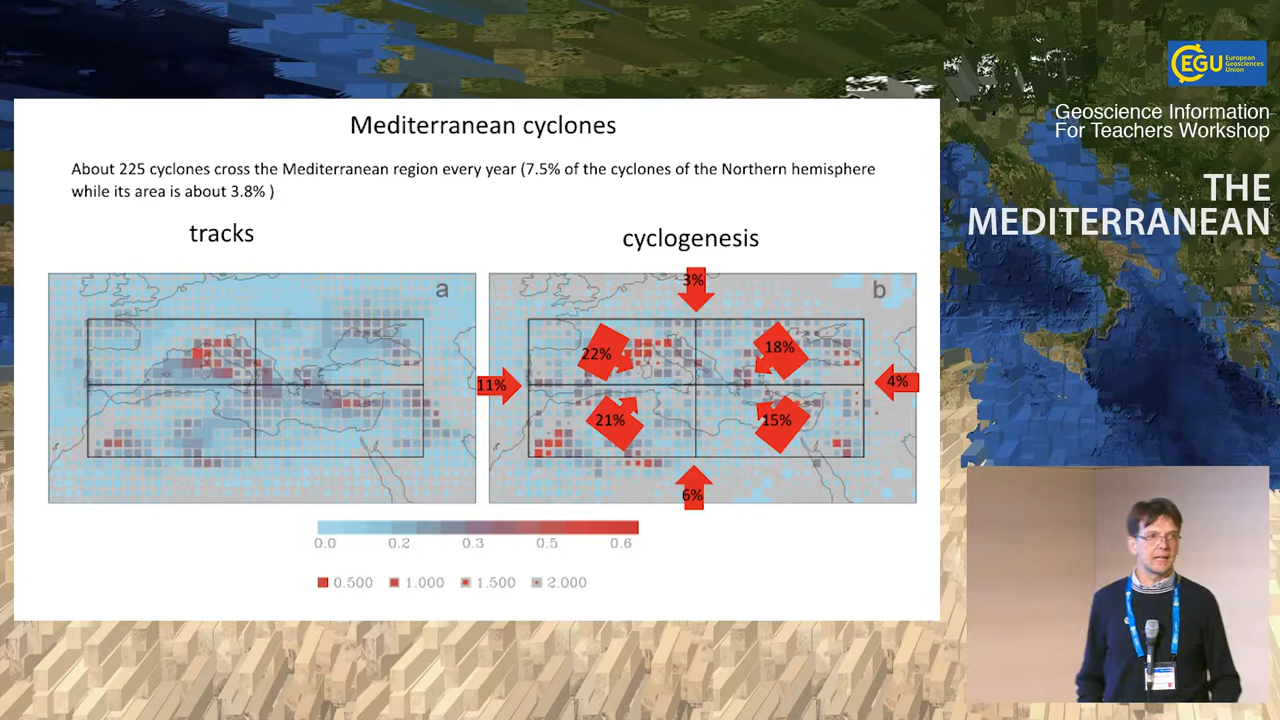 EGU
European
Geosciences
Union
Geoscience Information
For Teachers Workshop
THE
MEDITERRANEAN
Mediterranean cyclones
About 225 cyclones cross the Mediterranean region every year (7.5% of the cyclones of the Northern hemisphere
while its area is about 3.8% )
tracks
cyclogenesis
a
b
3%
22%
18%
11%
4%
21%
15%
6%
0.0 0.2 0.3 0.5 0.6
0.500 1.000 1.500 2.000